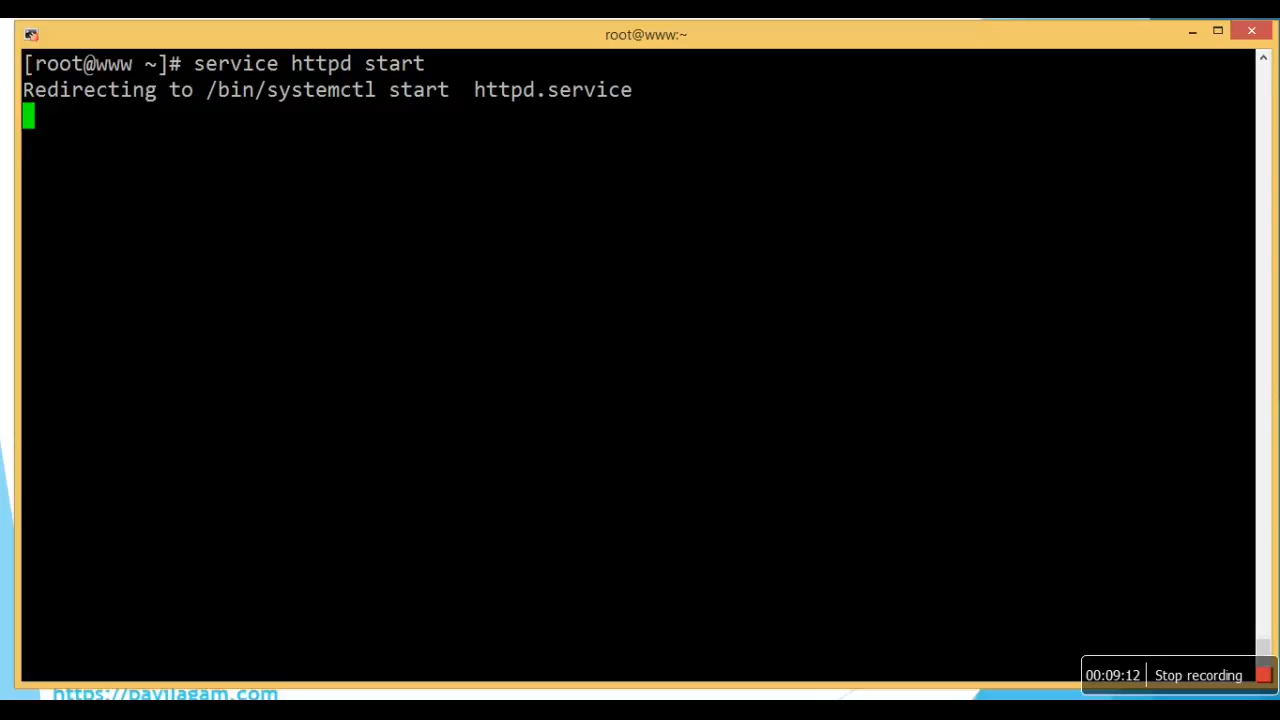 root@www:~
[root@www ~]# service httpd start
Redirecting to /bin/systemctl start  httpd.service
00:09:12
Stop recording
https://payilagam.com